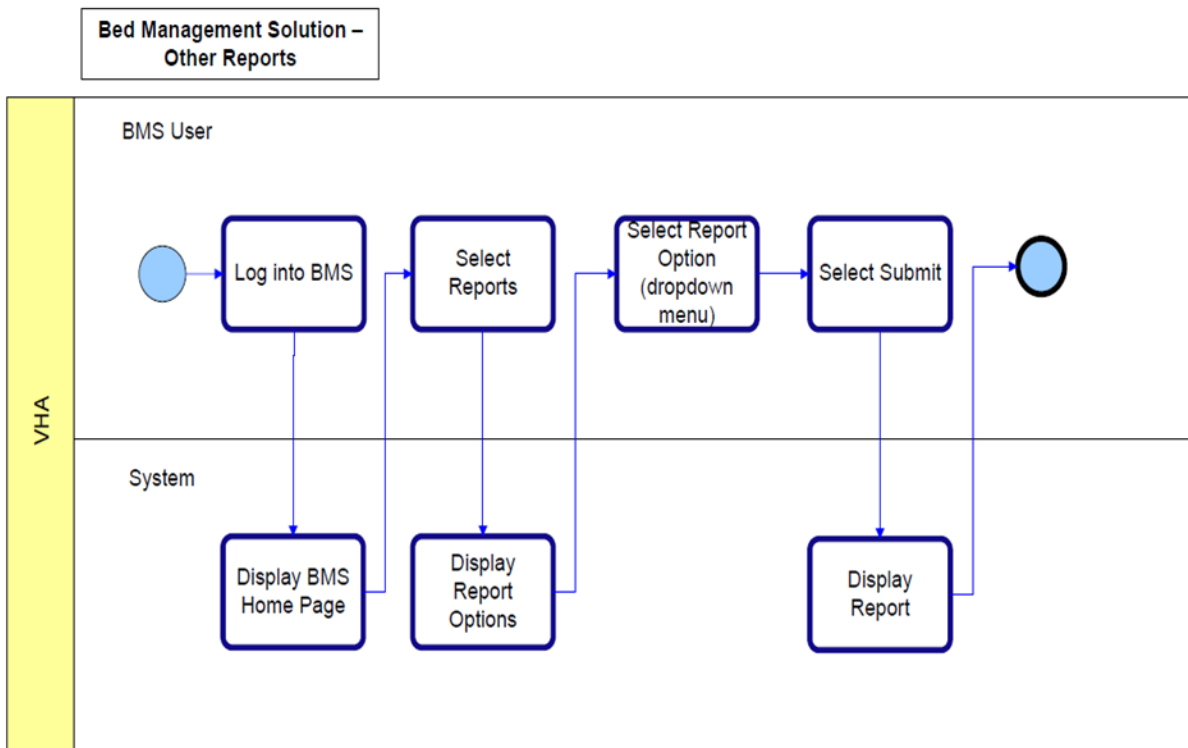 Bed Management Solution –
Other Reports
VHA
BMS User
Log into BMS
Select
Reports
Select Report
Option
(dropdown
menu)
Select Submit
System
Display BMS
Home Page
Display
Report
Options
Display
Report